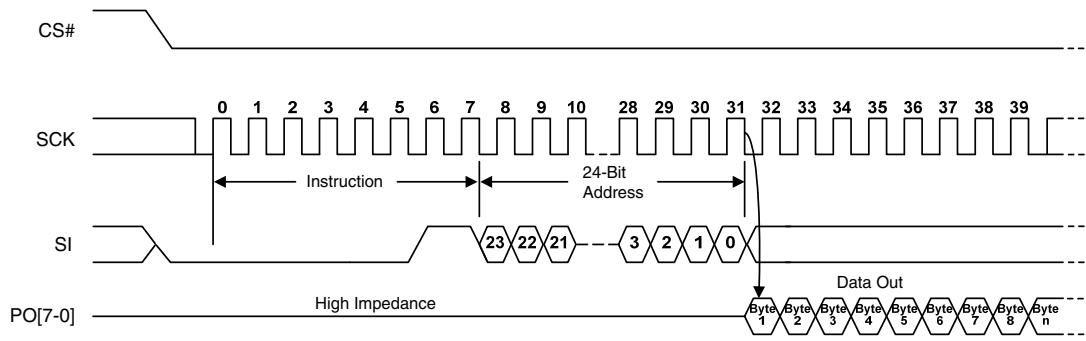 CS#
0 1 2 3 4 5 6 7 8 9 10 28 29 30 31 32 33 34 35 36 37 38 39
SCK
Instruction
24-Bit
Address
SI
23 22 21 3 2 1 0
Data Out
High Impedance
PO[7-0]
Byte 1 Byte 2 Byte 3 Byte 4 Byte 5 Byte 6 Byte 7 Byte 8 Byte n